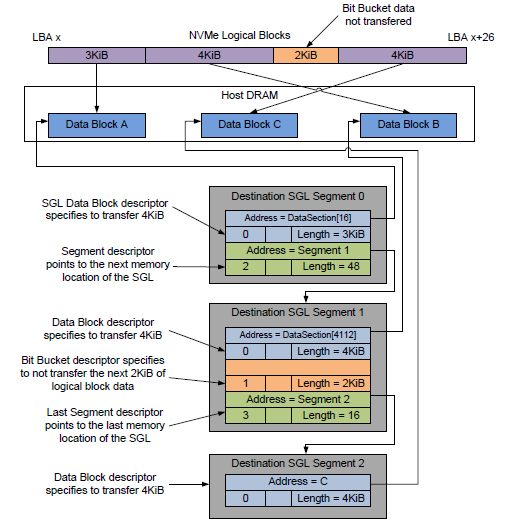 Bit Bucket data
not transfered
LBA x
NVMe Logical Blocks
LBA x+26
3KiB
4KiB
2KiB
4KiB
Host DRAM
Data Block A
Data Block C
Data Block B
Destination SGL Segment 0
SGL Data Block descriptor
specifies to transfer 4KiB
Address = DataSection[16]
0
Length = 3KiB
Segment descriptor
points to the next memory
location of the SGL
Address = Segment 1
2
Length = 48
Destination SGL Segment 1
Data Block descriptor
specifies to transfer 4KiB
Address = DataSection[4112]
0
Length = 4KiB
Bit Bucket descriptor specifies
to not transfer the next 2KiB of
logical block data
1
Length = 2KiB
Last Segment descriptor
points to the last memory
location of the SGL
Address = Segment 2
3
Length = 16
Destination SGL Segment 2
Data Block descriptor
specifies to transfer 4KiB
Address = C
0
Length = 4KiB